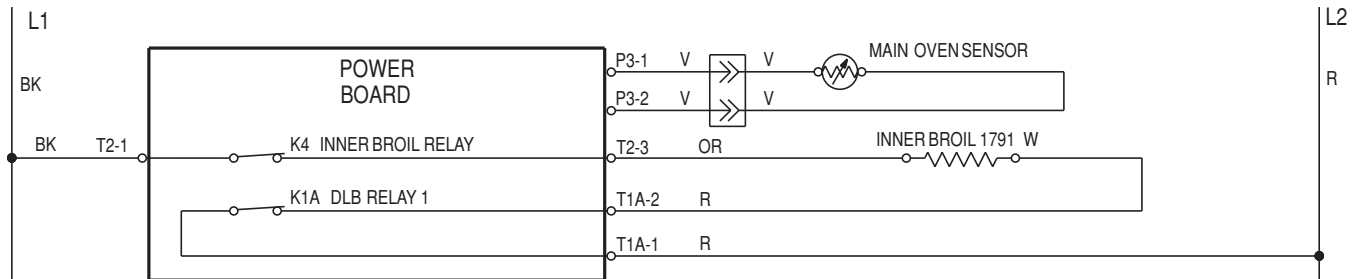 L1
L2
BK
R
POWER
BOARD
P3-1 V V MAIN OVEN SENSOR
P3-2 V V
BK T2-1 K4 INNER BROIL RELAY T2-3 OR INNER BROIL 1791 W
K1A DLB RELAY 1 T1A-2 R
T1A-1 R